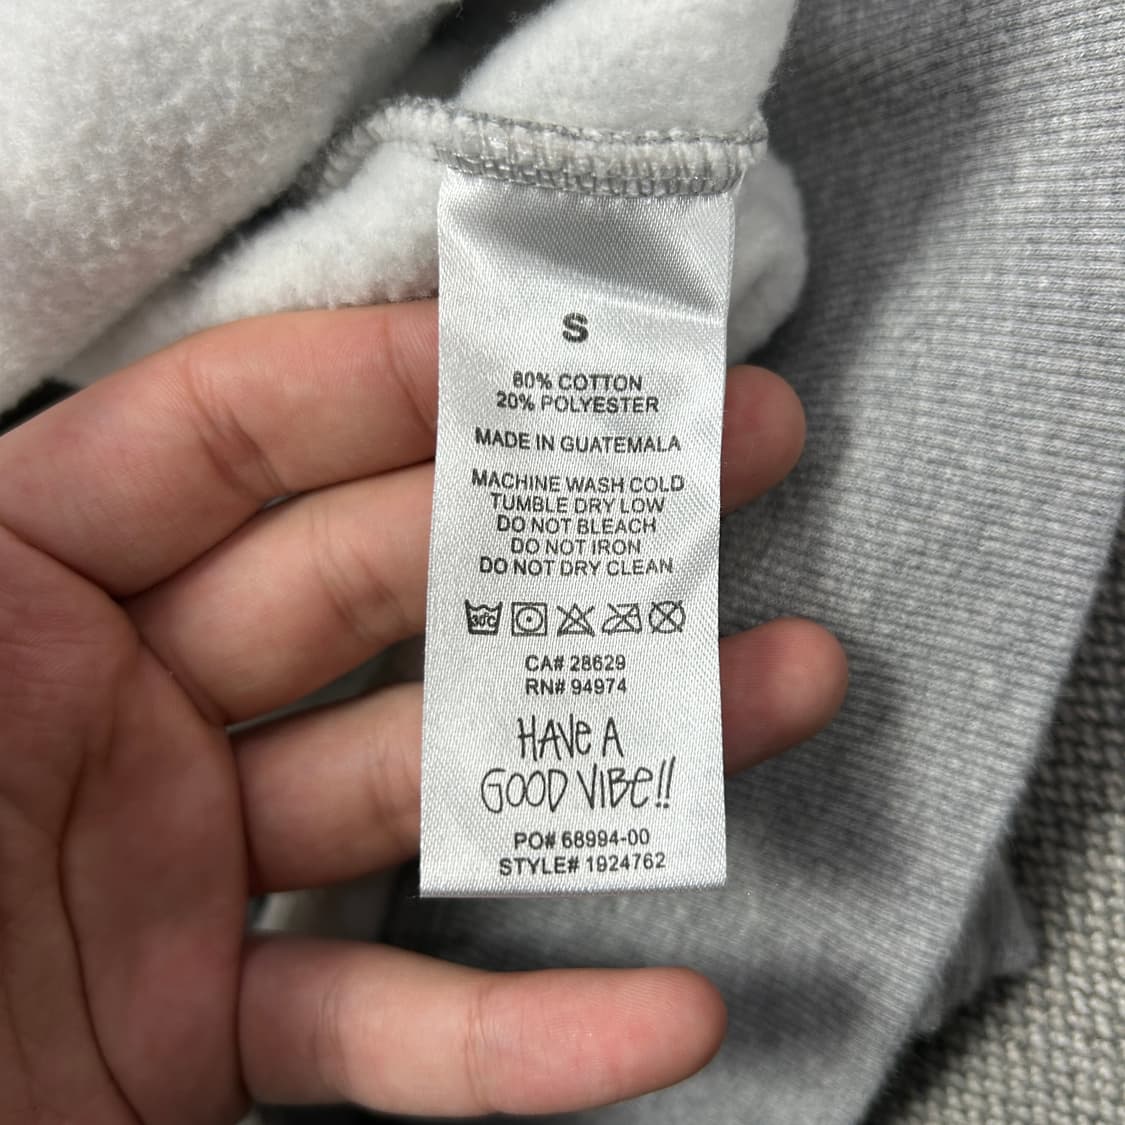 S
80% COTTON
20% POLYESTER
MADE IN GUATEMALA
MACHINE WASH COLD
TUMBLE DRY LOW
DO NOT BLEACH
DO NOT IRON
DO NOT DRY CLEAN
30C
CA# 28629
RN# 94974
HAVe A
GOOD VIBe!!
PO# 68994-00
STYLE# 1924762